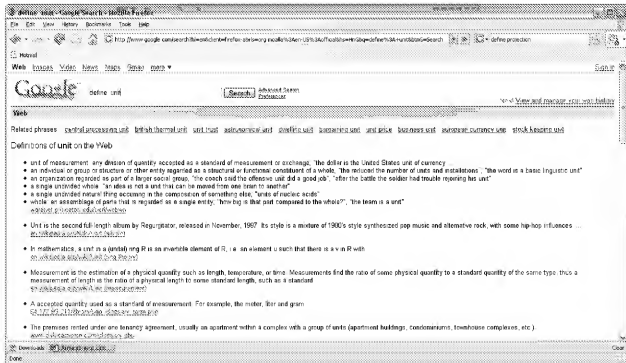 define: unit - Google Search - Mozilla Firefox
File Edit View History Bookmarks Tools Help
define protection
Hotmail
Web Images Video News Maps Gmail more ▼
Sign in
Google
define: unit
Search
Advanced Search
Preferences
New! View and manage your web history
Web
Related phrases: central processing unit british thermal unit unit trust astronomical unit dwelling unit bargaining unit unit price business unit european currency unit stock keeping unit
Definitions of unit on the Web
• unit of measurement: any division of quantity accepted as a standard of measurement or exchange; "the dollar is the United States unit of currency ...
• an individual or group or structure or other entity regarded as a structural or functional constituent of a whole; "the reduced the number of units and installations"; "the word is a basic linguistic unit"
• an organization regarded as part of a larger social group; "the coach said the offensive unit did a good job"; "after the battle the soldier had trouble rejoining his unit"
• a single undivided whole; "an idea is not a unit that can be moved from one brain to another"
• a single undivided natural thing occurring in the composition of something else; "units of nucleic acids"
• whole: an assemblage of parts that is regarded as a single entity; "how big is that part compared to the whole?"; "the team is a unit"
• Unit is the second full-length album by Regurgitator, released in November, 1997. Its style is a mixture of 1980's style synthesized pop music and alternative rock, with some hip-hop influences ...
• In mathematics, a unit in a (unital) ring R is an invertible element of R, i.e. an element u such that there is a v in R with
• Measurement is the estimation of a physical quantity such as length, temperature, or time. Measurements find the ratio of some physical quantity to a standard quantity of the same type, thus a
measurement of length is the ratio of a physical length to some standard length, such as a standard
• A accepted quantity used as a standard of measurement. For example, the meter, liter and gram
• The premises rented under one tenancy agreement, usually an apartment within a complex with a group of units (apartment buildings, condominiums, townhouse complexes, etc.).
Downloads
Close
Done